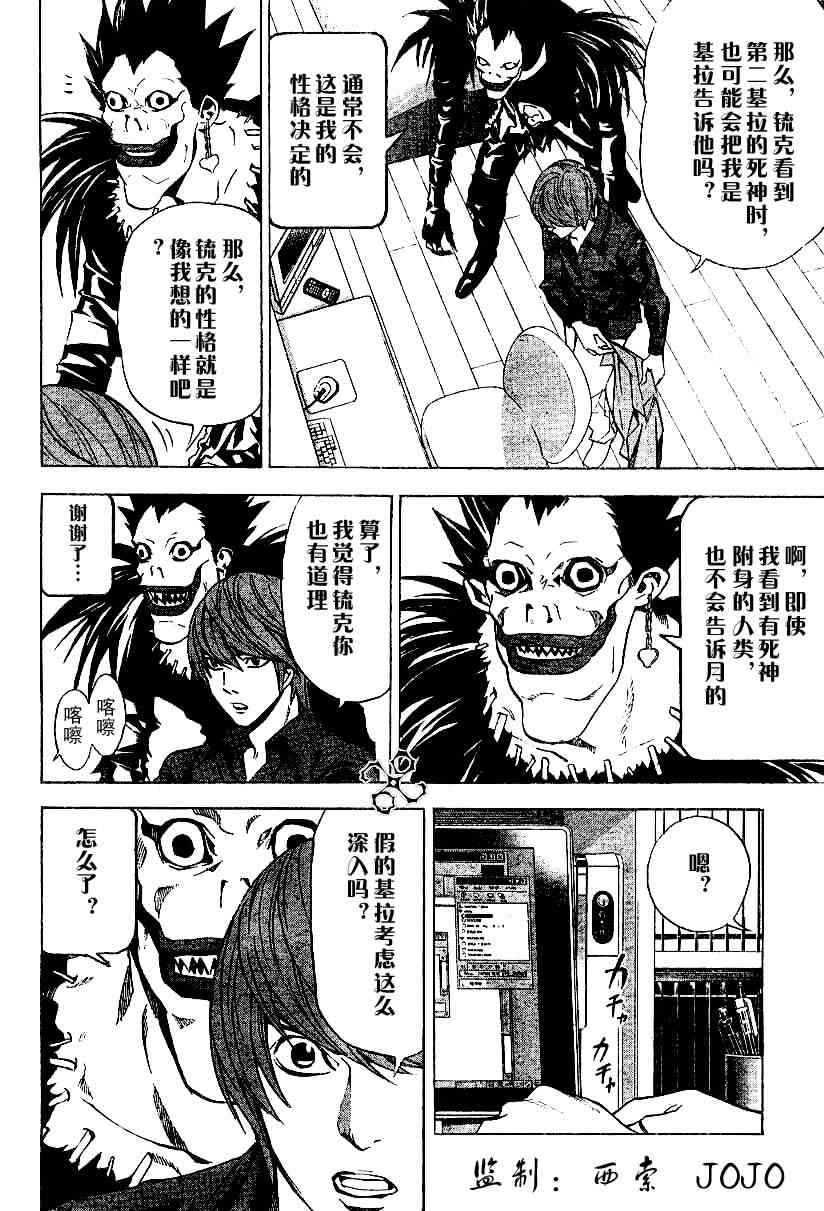 那么，锍克看到
第二基拉的死神时，
也可能会把我是
基拉告诉他吗？
通常不会，
这是我的
性格决定的
那么，
锍克的性格就是
像我想的一样吧
？
啊，即使
我看到有死神
附身的人类，
也不会告诉月的
算了，
我觉得锍克你
也有道理
谢谢了…
喀嚓
喀嚓
嗯？
カチャ
カチャ
假的基拉考虑这么
深入吗？
怎么了？
监制：西索 JOJO